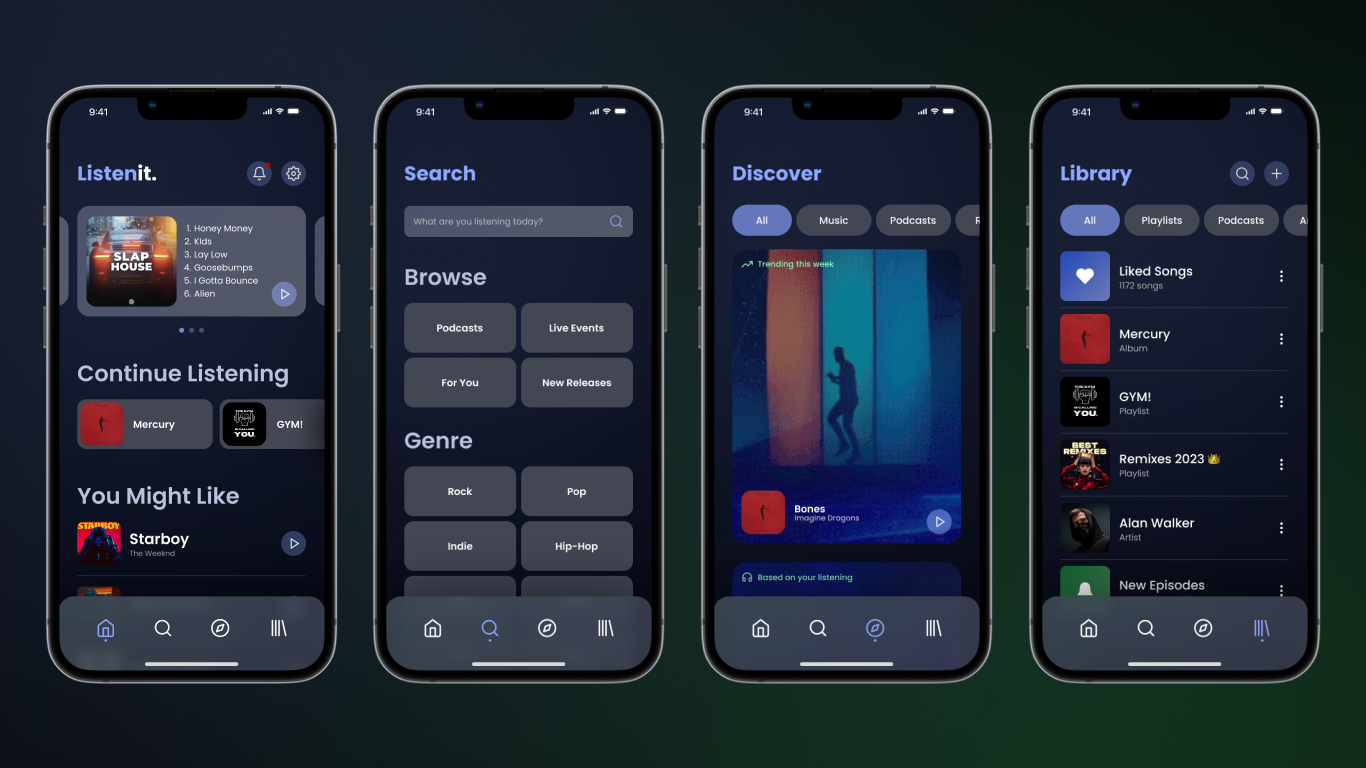 9:41
Listenit.
SLAP
HOUSE
1. Honey Money
2. Kids
3. Lay Low
4. Goosebumps
5. I Gotta Bounce
6. Alien
Continue Listening
Mercury
THE GYM
IS CALLING
YOU.
GYM!
You Might Like
STARBOY
Starboy
The Weeknd
9:41
Search
What are you listening today?
Browse
Podcasts
Live Events
For You
New Releases
Genre
Rock
Pop
Indie
Hip-Hop
9:41
Discover
All
Music
Podcasts
R
Trending this week
Bones
Imagine Dragons
Based on your listening
9:41
Library
All
Playlists
Podcasts
A
Liked Songs
1172 songs
Mercury
Album
THE GYM
IS CALLING
YOU.
GYM!
Playlist
BEST
REMIXES
Remixes 2023 👑
Playlist
Alan Walker
Artist
New Episodes